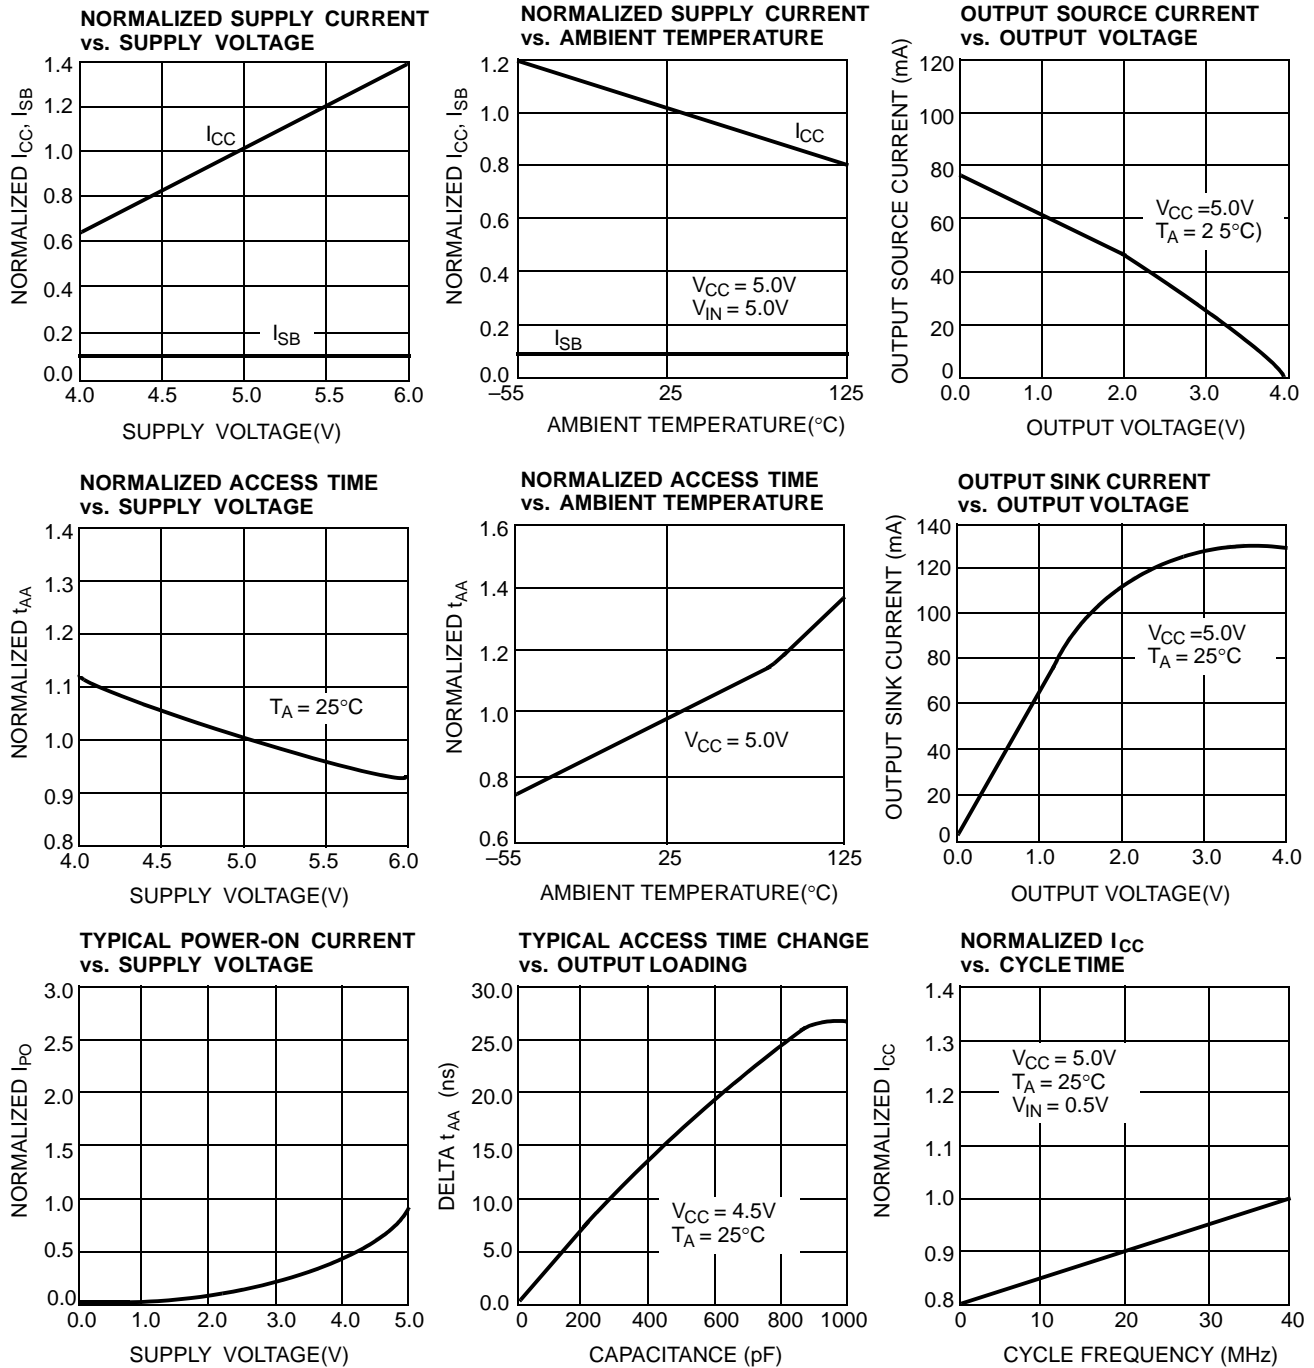 NORMALIZED SUPPLY CURRENT
vs. SUPPLY VOLTAGE
1.4
1.2
1.0
0.8
0.6
0.4
0.2
0.0
NORMALIZED ICC, ISB
ICC
ISB
4.0 4.5 5.0 5.5 6.0
SUPPLY VOLTAGE(V)
NORMALIZED SUPPLY CURRENT
vs. AMBIENT TEMPERATURE
1.2
1.0
0.8
0.6
0.4
0.2
0.0
NORMALIZED ICC, ISB
ICC
VCC = 5.0V
VIN = 5.0V
ISB
–55 25 125
AMBIENT TEMPERATURE(°C)
OUTPUT SOURCE CURRENT
vs. OUTPUT VOLTAGE
120
100
80
60
40
20
0
OUTPUT SOURCE CURRENT (mA)
VCC =5.0V
TA = 2 5°C)
0.0 1.0 2.0 3.0 4.0
OUTPUT VOLTAGE(V)
NORMALIZED ACCESS TIME
vs. SUPPLY VOLTAGE
1.4
1.3
1.2
1.1
1.0
0.9
0.8
NORMALIZED tAA
TA = 25°C
4.0 4.5 5.0 5.5 6.0
SUPPLY VOLTAGE(V)
NORMALIZED ACCESS TIME
vs. AMBIENT TEMPERATURE
1.6
1.4
1.2
1.0
0.8
0.6
NORMALIZED tAA
VCC = 5.0V
–55 25 125
AMBIENT TEMPERATURE(°C)
OUTPUT SINK CURRENT
vs. OUTPUT VOLTAGE
140
120
100
80
60
40
20
0
OUTPUT SINK CURRENT (mA)
VCC =5.0V
TA = 25°C
0.0 1.0 2.0 3.0 4.0
OUTPUT VOLTAGE(V)
TYPICAL POWER-ON CURRENT
vs. SUPPLY VOLTAGE
3.0
2.5
2.0
1.5
1.0
0.5
0.0
NORMALIZED IPO
0.0 1.0 2.0 3.0 4.0 5.0
SUPPLY VOLTAGE(V)
TYPICAL ACCESS TIME CHANGE
vs. OUTPUT LOADING
30.0
25.0
20.0
15.0
10.0
5.0
0.0
DELTA tAA (ns)
VCC = 4.5V
TA = 25°C
0 200 400 600 800 1000
CAPACITANCE (pF)
NORMALIZED ICC
vs. CYCLE TIME
1.4
1.3
1.2
1.1
1.0
0.9
0.8
NORMALIZED ICC
VCC = 5.0V
TA = 25°C
VIN = 0.5V
0 10 20 30 40
CYCLE FREQUENCY (MHz)